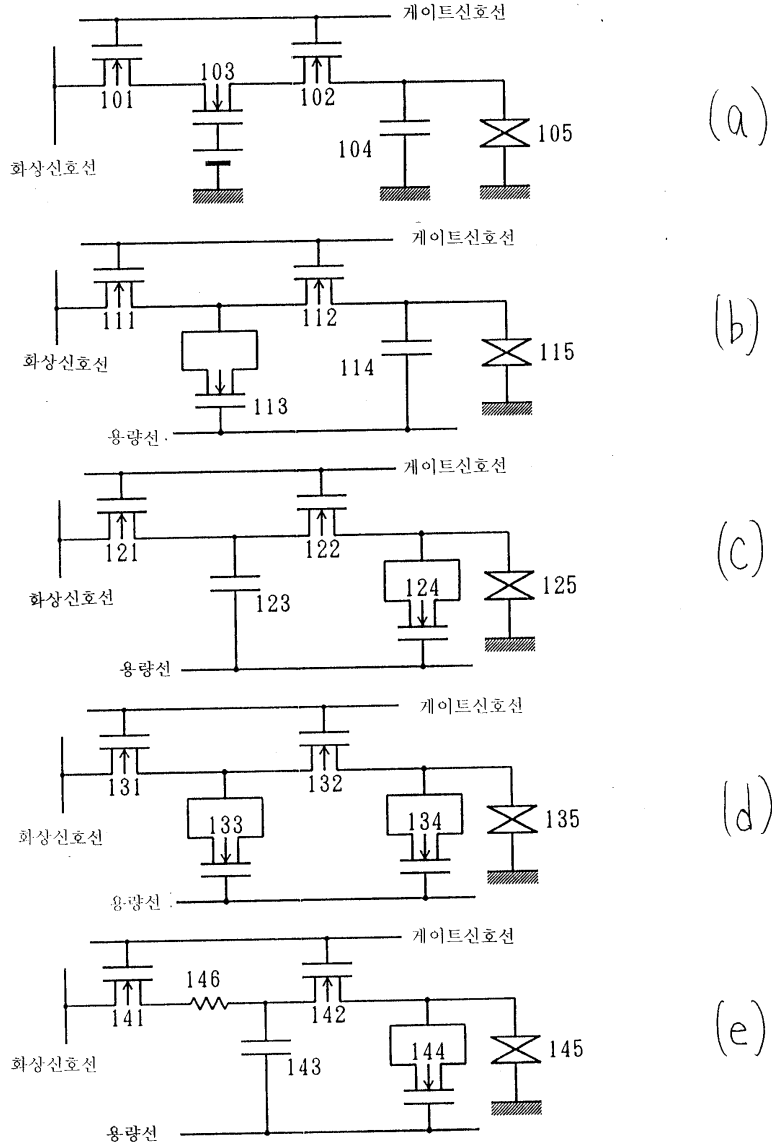 게이트신호선
103
101
102
104
105
화상신호선
(a)
게이트신호선
111
112
113
114
115
화상신호선
용량선
(b)
게이트신호선
121
122
123
124
125
화상신호선
용량선
(c)
게이트신호선
131
132
133
134
135
화상신호선
용량선
(d)
게이트신호선
146
141
142
143
144
145
화상신호선
용량선
(e)